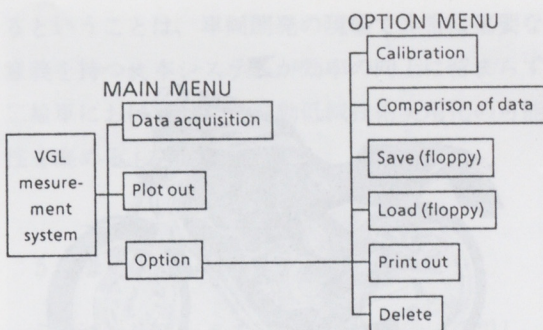 OPTION MENU
Calibration
MAIN MENU
Data acquisition
Comparison of data
VGL
mesure-
ment
system
Save (floppy)
Plot out
Load (floppy)
Option
Print out
Delete